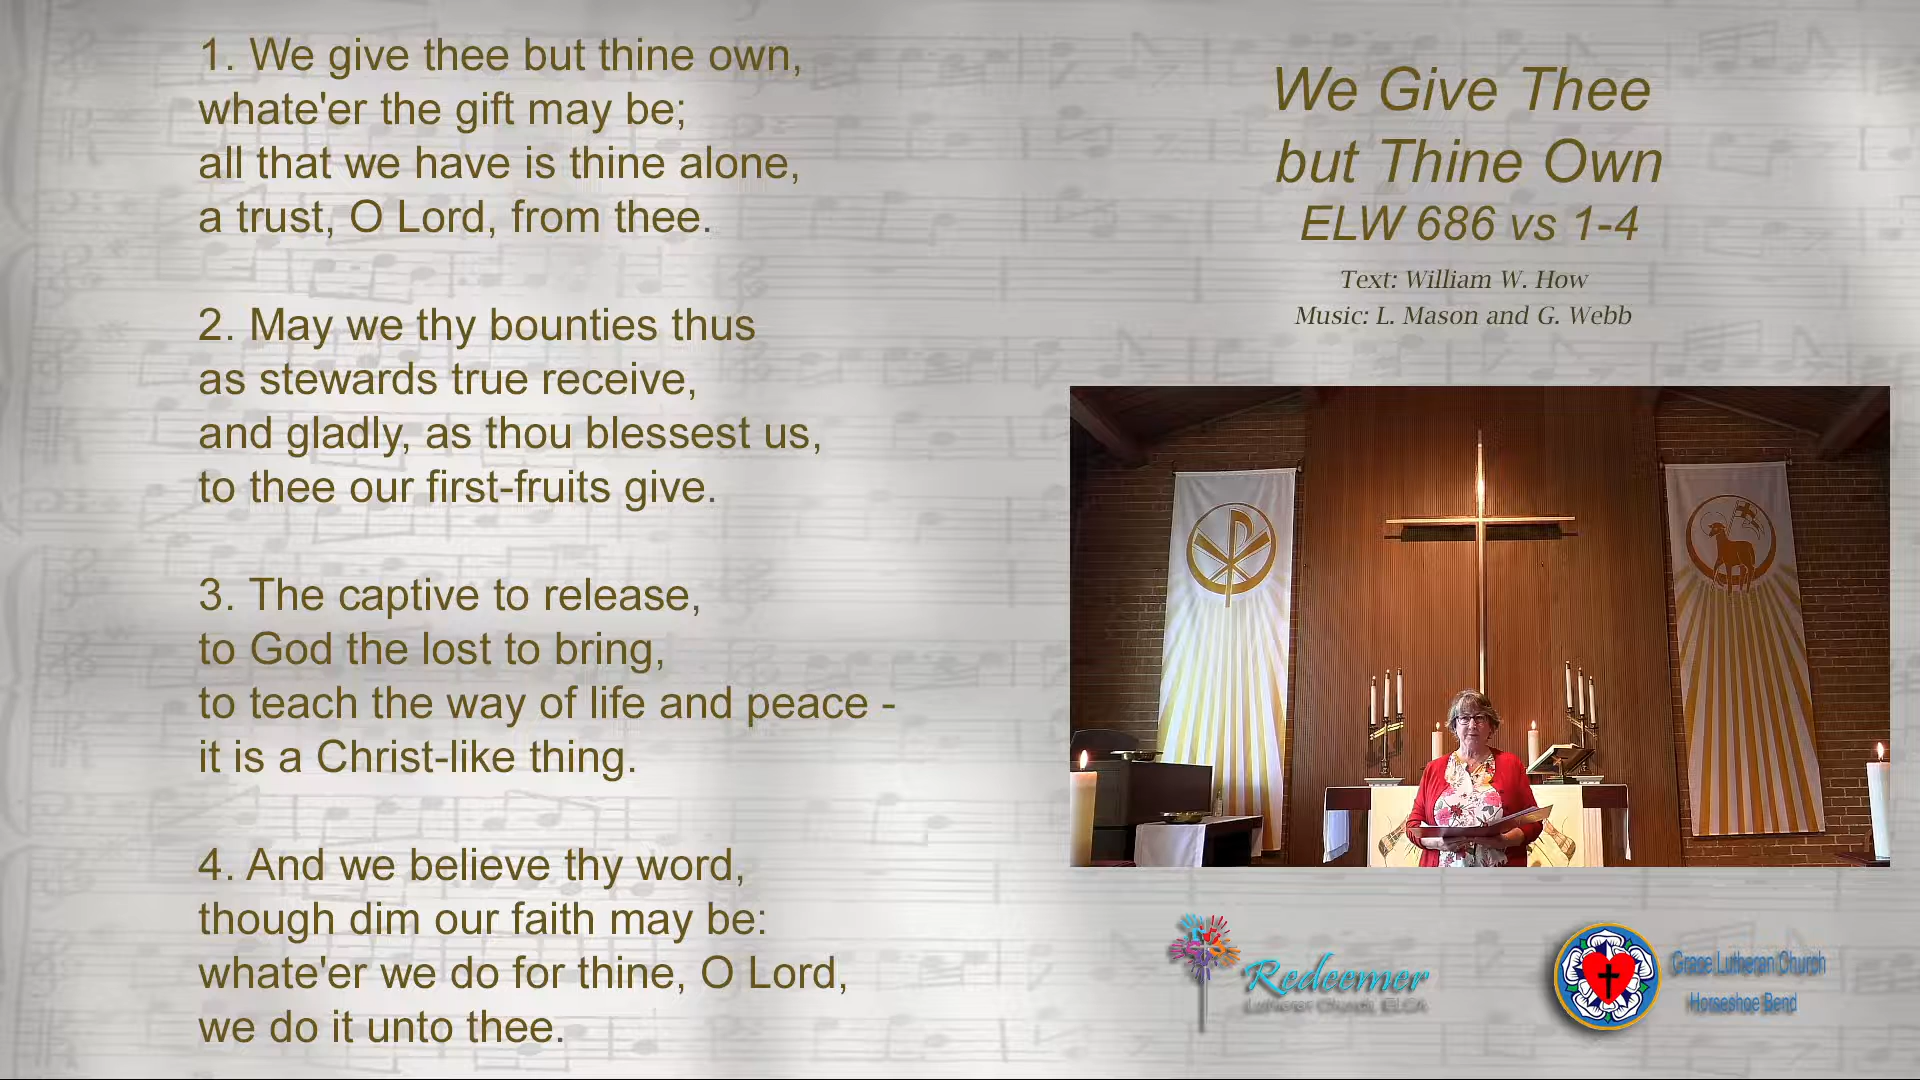 1. We give thee but thine own,
whate'er the gift may be;
all that we have is thine alone,
a trust, O Lord, from thee.
2. May we thy bounties thus
as stewards true receive,
and gladly, as thou blessest us,
to thee our first-fruits give.
3. The captive to release,
to God the lost to bring,
to teach the way of life and peace -
it is a Christ-like thing.
4. And we believe thy word,
though dim our faith may be:
whate'er we do for thine, O Lord,
we do it unto thee.
We Give Thee
but Thine Own
ELW 686 vs 1-4
Text: William W. How
Music: L. Mason and G. Webb
Redeemer
Lutheran Church, ELCA
Grace Lutheran Church
Horseshoe Bend